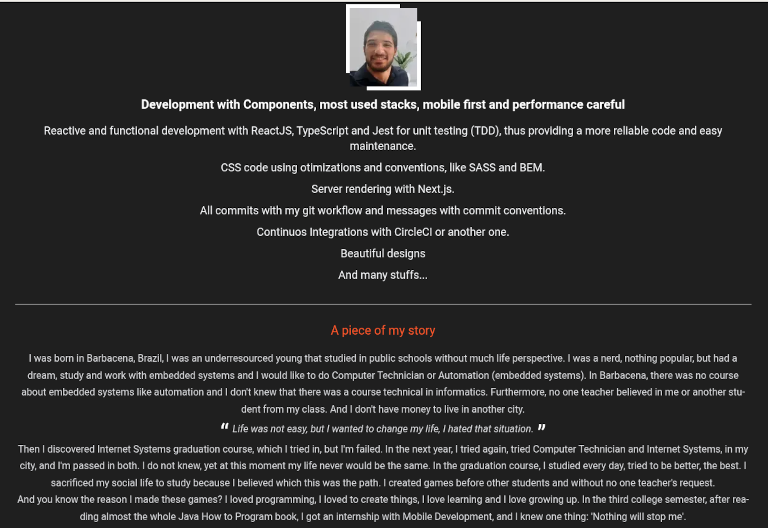 Development with Components, most used stacks, mobile first and performance careful
Reactive and functional development with ReactJS, TypeScript and Jest for unit testing (TDD), thus providing a more reliable code and easy
maintenance.
CSS code using otimizations and conventions, like SASS and BEM.
Server rendering with Next.js.
All commits with my git workflow and messages with commit conventions.
Continuos Integrations with CircleCI or another one.
Beautiful designs
And many stuffs...
A piece of my story
I was born in Barbacena, Brazil, I was an underresourced young that studied in public schools without much life perspective. I was a nerd, nothing popular, but had a
dream, study and work with embedded systems and I would like to do Computer Technician or Automation (embedded systems). In Barbacena, there was no course
about embedded systems like automation and I don't knew that there was a course technical in informatics. Furthermore, no one teacher believed in me or another stu-
dent from my class. And I don't have money to live in another city.
“ Life was not easy, but I wanted to change my life, I hated that situation. ”
Then I discovered Internet Systems graduation course, which I tried in, but I'm failed. In the next year, I tried again, tried Computer Technician and Internet Systems, in my
city, and I'm passed in both. I do not knew, yet at this moment my life never would be the same. In the graduation course, I studied every day, tried to be better, the best. I
sacrificed my social life to study because I believed which this was the path. I created games before other students and without no one teacher's request.
And you know the reason I made these games? I loved programming, I loved to create things, I love learning and I love growing up. In the third college semester, after rea-
ding almost the whole Java How to Program book, I got an internship with Mobile Development, and I knew one thing: 'Nothing will stop me'.